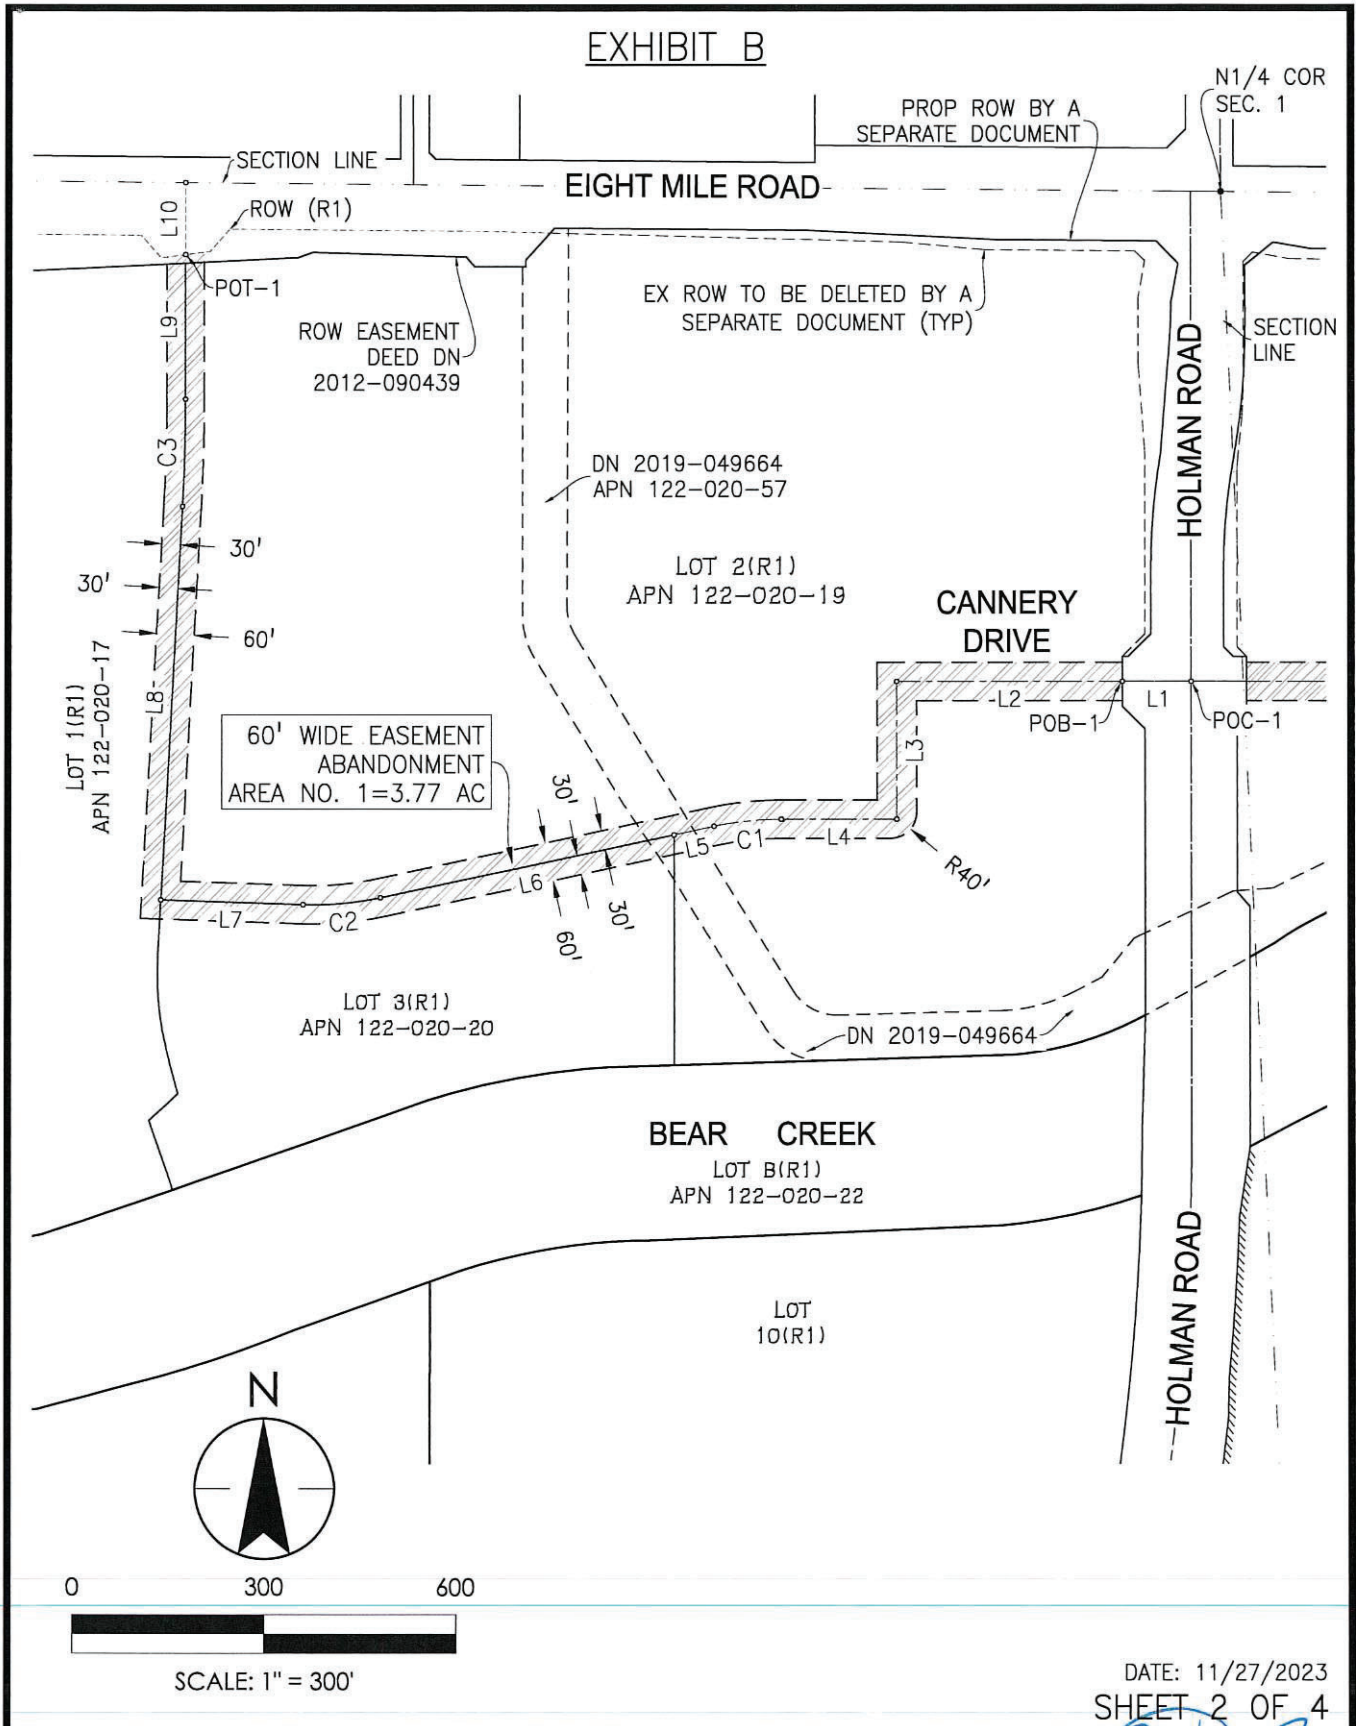 EXHIBIT B
N1/4 COR
SEC. 1
PROP ROW BY A
SEPARATE DOCUMENT
SECTION LINE
EIGHT MILE ROAD
L10
ROW (R1)
POT-1
EX ROW TO BE DELETED BY A
SEPARATE DOCUMENT (TYP)
ROW EASEMENT
DEED DN
2012-090439
L9
SECTION
LINE
HOLMAN ROAD
C3
DN 2019-049664
APN 122-020-57
30'
30'
60'
LOT 2(R1)
APN 122-020-19
CANNERY
DRIVE
LOT 1(R1)
APN 122-020-17
L8
L2
L1
POB-1
POC-1
60' WIDE EASEMENT
ABANDONMENT
AREA NO. 1=3.77 AC
L3
30'
L5
C1
L4
R40'
L6
30'
60'
L7
C2
LOT 3(R1)
APN 122-020-20
DN 2019-049664
BEAR CREEK
LOT B(R1)
APN 122-020-22
HOLMAN ROAD
LOT
10(R1)
N
0 300 600
SCALE: 1" = 300'
DATE: 11/27/2023
SHEET 2 OF 4